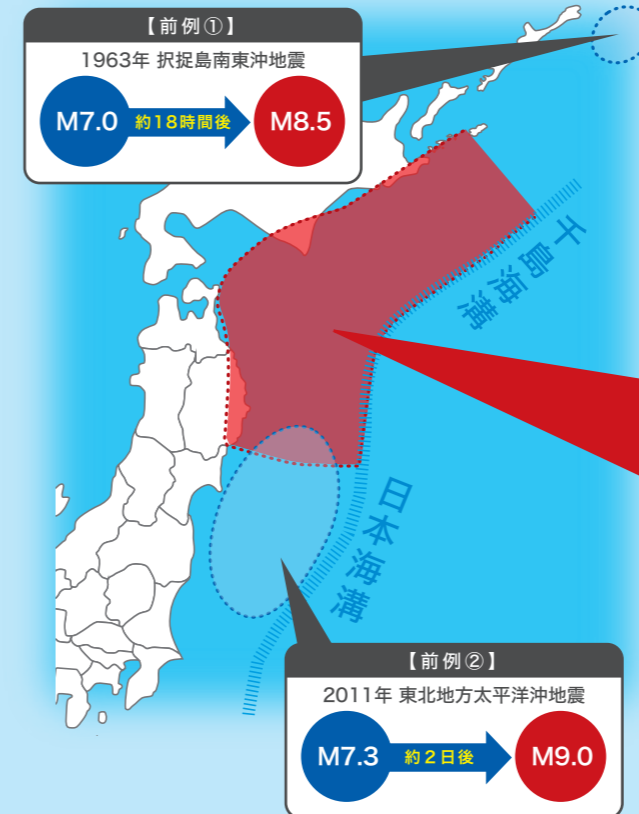 【前例①】
1963年 択捉島南東沖地震
M7.0 約18時間後 M8.5
千島海溝
日本海溝
【前例②】
2011年 東北地方太平洋沖地震
M7.3 約2日後 M9.0